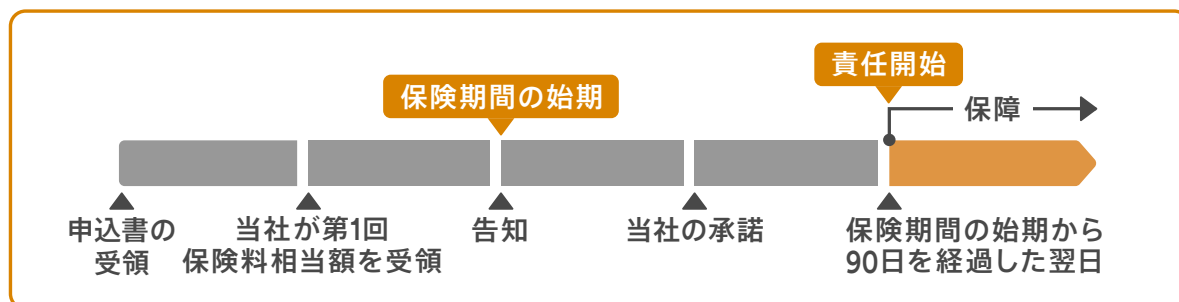 責任開始
保険期間の始期
保障
申込書の
受領
当社が第1回
保険料相当額を受領
告知
当社の承諾
保険期間の始期から
90日を経過した翌日